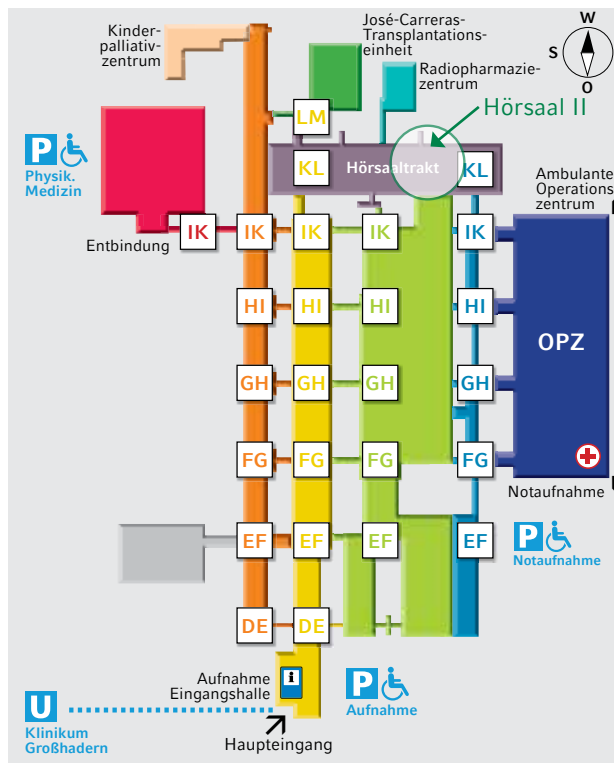 Kinder-
palliativ-
zentrum
José-Carreras-
Transplantations-
einheit
Radiopharmazie-
zentrum
W
S
N
O
Hörsaal II
LM
P
Physik.
Medizin
KL
Hörsaaltrakt
KL
Ambulantes
Operations
zentrum
Entbindung
IK
IK
IK
IK
IK
HI
HI
HI
HI
OPZ
GH
GH
GH
GH
FG
FG
FG
FG
Notaufnahme
EF
EF
EF
EF
P
Notaufnahme
DE
DE
Aufnahme
Eingangshalle
i
P
Aufnahme
U
Klinikum
Großhadern
Haupteingang